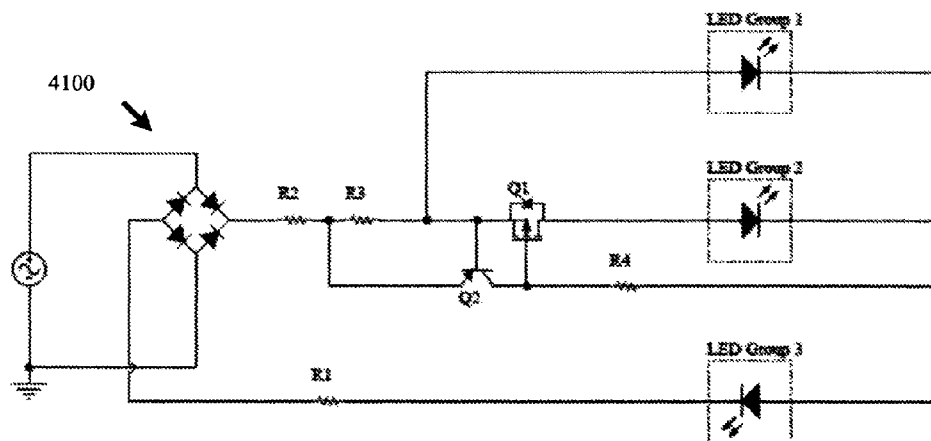 LED Group 1
4100
R2
R3
Q1
LED Group 2
R4
Q2
LED Group 3
R1